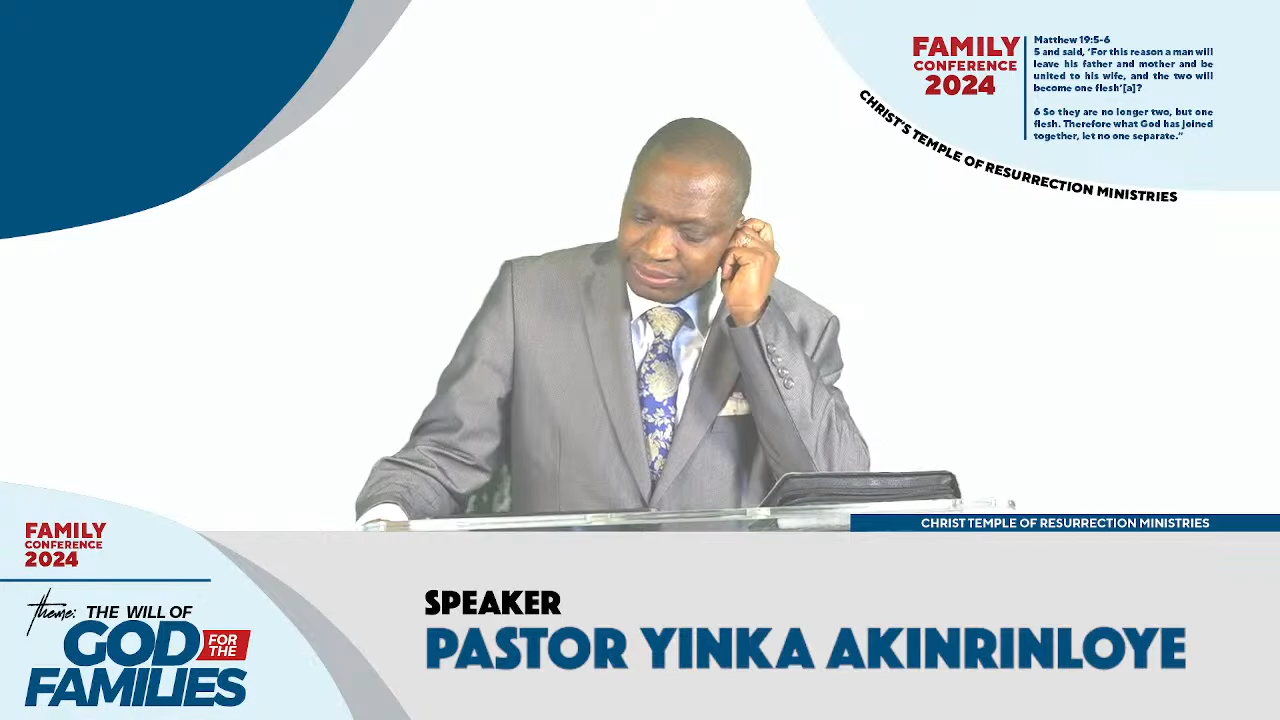 FAMILY
CONFERENCE
2024
Matthew 19:5-6
5 and said, ‘For this reason a man will
leave his father and mother and be
united to his wife, and the two will
become one flesh’[a]?
6 So they are no longer two, but one
flesh. Therefore what God has joined
together, let no one separate.”
CHRIST'S TEMPLE OF RESURRECTION MINISTRIES
CHRIST TEMPLE OF RESURRECTION MINISTRIES
FAMILY
CONFERENCE
2024
theme: THE WILL OF
GOD FOR THE
FAMILIES
SPEAKER
PASTOR YINKA AKINRINLOYE